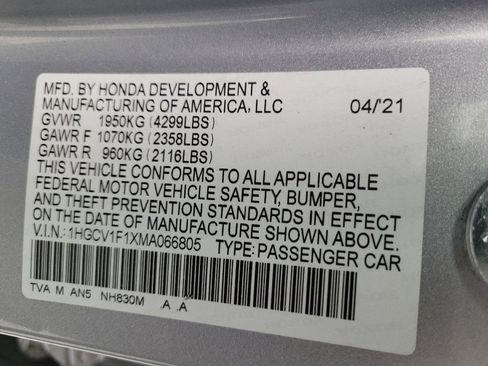 MFD. BY HONDA DEVELOPMENT &
MANUFACTURING OF AMERICA, LLC 04/'21
GVWR 1950KG (4299LBS)
GAWR F 1070KG (2358LBS)
GAWR R 960KG (2116LBS)
THIS VEHICLE CONFORMS TO ALL APPLICABLE
FEDERAL MOTOR VEHICLE SAFETY, BUMPER,
AND THEFT PREVENTION STANDARDS IN EFFECT
ON THE DATE OF MANUFACTURE SHOWN ABOVE.
V.I.N.:1HGCV1F1XMA066805 TYPE:PASSENGER CAR
TVA M AN5 NH830M .A .A